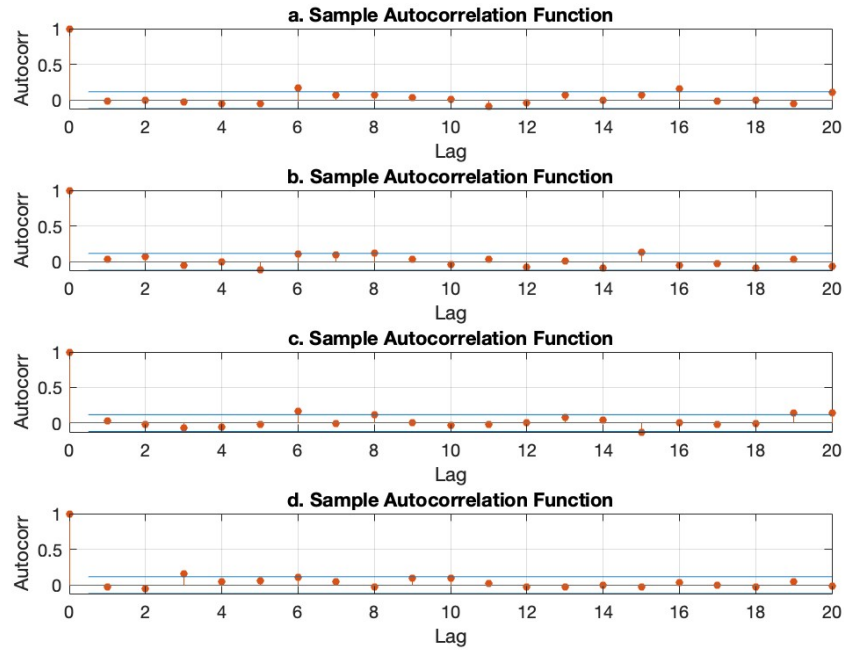 a. Sample Autocorrelation Function
Autocorr
1
0.5
0
0 2 4 6 8 10 12 14 16 18 20
Lag
b. Sample Autocorrelation Function
Autocorr
1
0.5
0
0 2 4 6 8 10 12 14 16 18 20
Lag
c. Sample Autocorrelation Function
Autocorr
1
0.5
0
0 2 4 6 8 10 12 14 16 18 20
Lag
d. Sample Autocorrelation Function
Autocorr
1
0.5
0
0 2 4 6 8 10 12 14 16 18 20
Lag